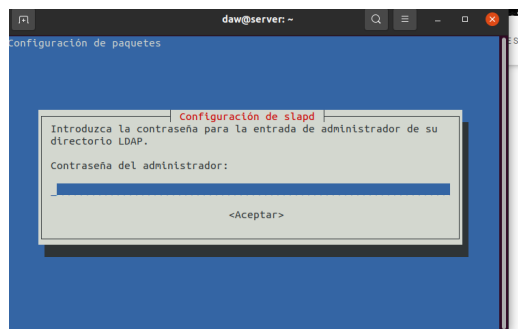 daw@server: ~
Configuración de paquetes
Configuración de slapd
Introduzca la contraseña para la entrada de administrador de su
directorio LDAP.
Contraseña del administrador:
<Aceptar>